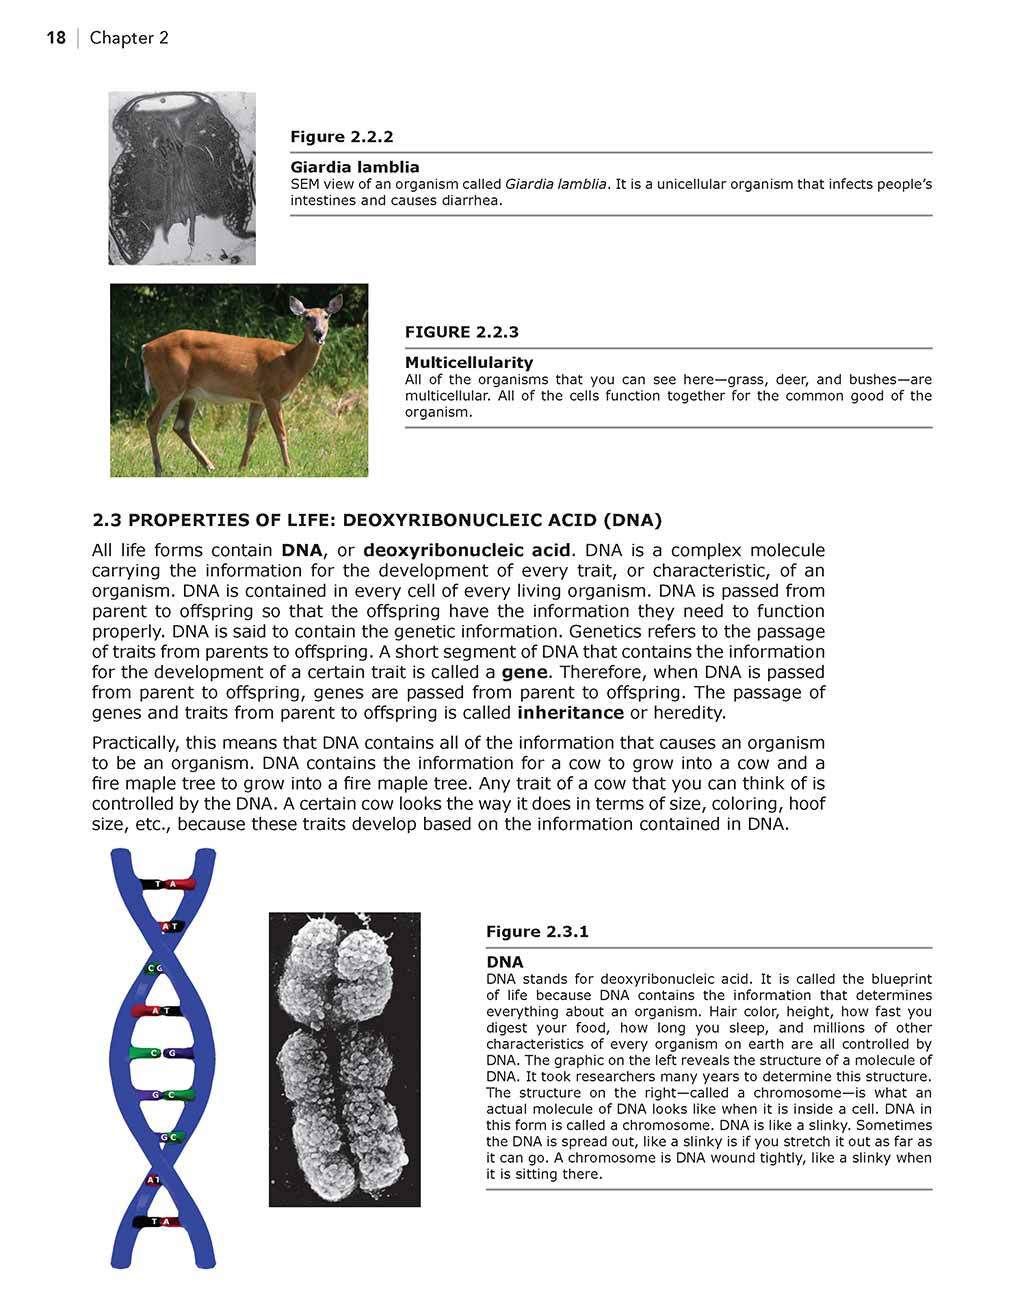 18 | Chapter 2
Figure 2.2.2
Giardia lamblia
SEM view of an organism called Giardia lamblia. It is a unicellular organism that infects people’s
intestines and causes diarrhea.
FIGURE 2.2.3
Multicellularity
All of the organisms that you can see here—grass, deer, and bushes—are
multicellular. All of the cells function together for the common good of the
organism.
2.3 PROPERTIES OF LIFE: DEOXYRIBONUCLEIC ACID (DNA)
All life forms contain DNA, or deoxyribonucleic acid. DNA is a complex molecule
carrying the information for the development of every trait, or characteristic, of an
organism. DNA is contained in every cell of every living organism. DNA is passed from
parent to offspring so that the offspring have the information they need to function
properly. DNA is said to contain the genetic information. Genetics refers to the passage
of traits from parents to offspring. A short segment of DNA that contains the information
for the development of a certain trait is called a gene. Therefore, when DNA is passed
from parent to offspring, genes are passed from parent to offspring. The passage of
genes and traits from parent to offspring is called inheritance or heredity.
Practically, this means that DNA contains all of the information that causes an organism
to be an organism. DNA contains the information for a cow to grow into a cow and a
fire maple tree to grow into a fire maple tree. Any trait of a cow that you can think of is
controlled by the DNA. A certain cow looks the way it does in terms of size, coloring, hoof
size, etc., because these traits develop based on the information contained in DNA.
T A
A T
C G
A T
C G
G C
G C
A T
T A
Figure 2.3.1
DNA
DNA stands for deoxyribonucleic acid. It is called the blueprint
of life because DNA contains the information that determines
everything about an organism. Hair color, height, how fast you
digest your food, how long you sleep, and millions of other
characteristics of every organism on earth are all controlled by
DNA. The graphic on the left reveals the structure of a molecule of
DNA. It took researchers many years to determine this structure.
The structure on the right—called a chromosome—is what an
actual molecule of DNA looks like when it is inside a cell. DNA in
this form is called a chromosome. DNA is like a slinky. Sometimes
the DNA is spread out, like a slinky is if you stretch it out as far as
it can go. A chromosome is DNA wound tightly, like a slinky when
it is sitting there.